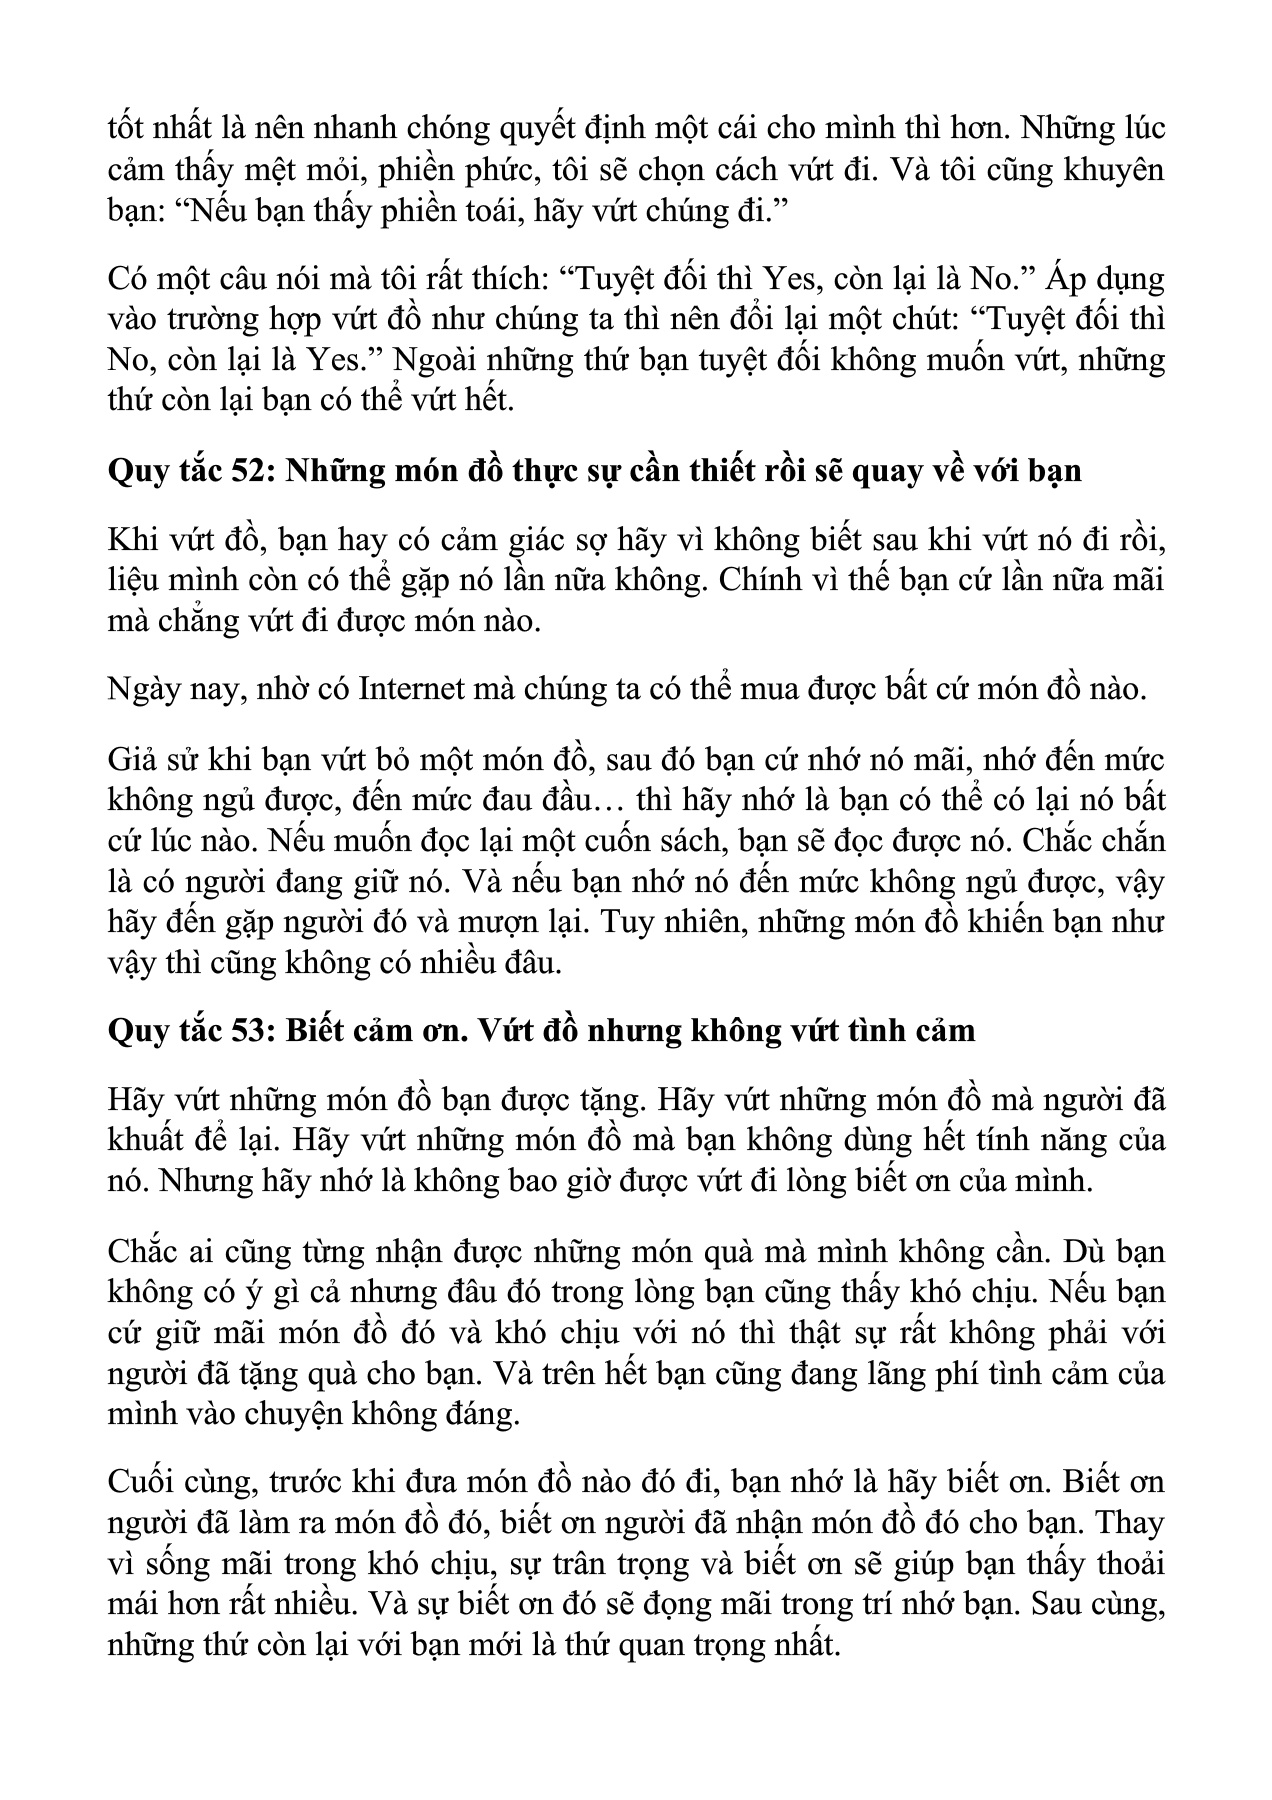 tốt nhất là nên nhanh chóng quyết định một cái cho mình thì hơn. Những lúc
cảm thấy mệt mỏi, phiền phức, tôi sẽ chọn cách vứt đi. Và tôi cũng khuyên
bạn: “Nếu bạn thấy phiền toái, hãy vứt chúng đi.”
Có một câu nói mà tôi rất thích: “Tuyệt đối thì Yes, còn lại là No.” Áp dụng
vào trường hợp vứt đồ như chúng ta thì nên đổi lại một chút: “Tuyệt đối thì
No, còn lại là Yes.” Ngoài những thứ bạn tuyệt đối không muốn vứt, những
thứ còn lại bạn có thể vứt hết.
Quy tắc 52: Những món đồ thực sự cần thiết rồi sẽ quay về với bạn
Khi vứt đồ, bạn hay có cảm giác sợ hãy vì không biết sau khi vứt nó đi rồi,
liệu mình còn có thể gặp nó lần nữa không. Chính vì thế bạn cứ lần nữa mãi
mà chẳng vứt đi được món nào.
Ngày nay, nhờ có Internet mà chúng ta có thể mua được bất cứ món đồ nào.
Giả sử khi bạn vứt bỏ một món đồ, sau đó bạn cứ nhớ nó mãi, nhớ đến mức
không ngủ được, đến mức đau đầu… thì hãy nhớ là bạn có thể có lại nó bất
cứ lúc nào. Nếu muốn đọc lại một cuốn sách, bạn sẽ đọc được nó. Chắc chắn
là có người đang giữ nó. Và nếu bạn nhớ nó đến mức không ngủ được, vậy
hãy đến gặp người đó và mượn lại. Tuy nhiên, những món đồ khiến bạn như
vậy thì cũng không có nhiều đâu.
Quy tắc 53: Biết cảm ơn. Vứt đồ nhưng không vứt tình cảm
Hãy vứt những món đồ bạn được tặng. Hãy vứt những món đồ mà người đã
khuất để lại. Hãy vứt những món đồ mà bạn không dùng hết tính năng của
nó. Nhưng hãy nhớ là không bao giờ được vứt đi lòng biết ơn của mình.
Chắc ai cũng từng nhận được những món quà mà mình không cần. Dù bạn
không có ý gì cả nhưng đâu đó trong lòng bạn cũng thấy khó chịu. Nếu bạn
cứ giữ mãi món đồ đó và khó chịu với nó thì thật sự rất không phải với
người đã tặng quà cho bạn. Và trên hết bạn cũng đang lãng phí tình cảm của
mình vào chuyện không đáng.
Cuối cùng, trước khi đưa món đồ nào đó đi, bạn nhớ là hãy biết ơn. Biết ơn
người đã làm ra món đồ đó, biết ơn người đã nhận món đồ đó cho bạn. Thay
vì sống mãi trong khó chịu, sự trân trọng và biết ơn sẽ giúp bạn thấy thoải
mái hơn rất nhiều. Và sự biết ơn đó sẽ đọng mãi trong trí nhớ bạn. Sau cùng,
những thứ còn lại với bạn mới là thứ quan trọng nhất.